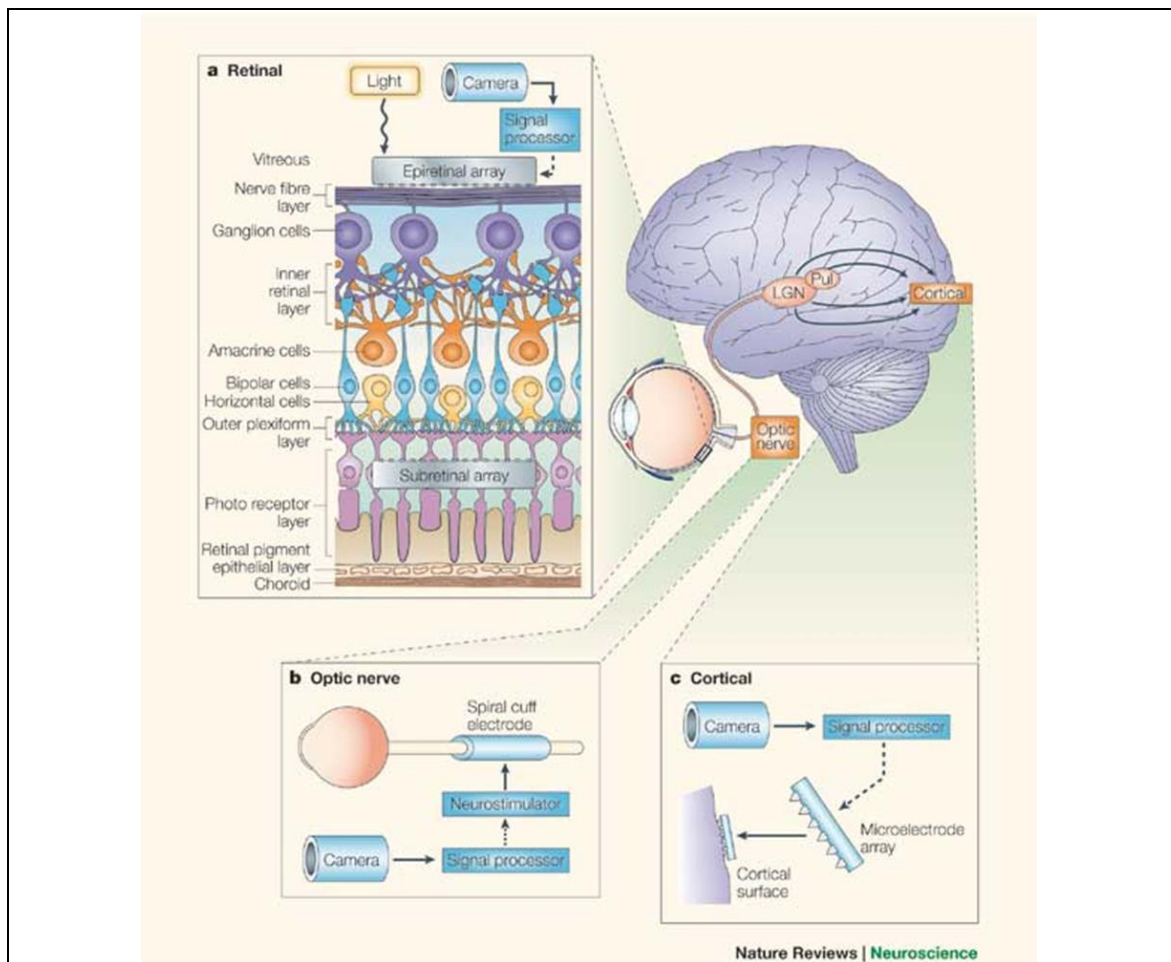 a Retinal
Light
Camera
Signal
processor
Vitreous
Epiretinal array
Nerve fibre
layer
Ganglion cells
Inner
retinal
layer
Amacrine cells
Bipolar cells
Horizontal cells
Outer plexiform
layer
Subretinal array
Photo receptor
layer
Retinal pigment
epithelial layer
Choroid
Pul
LGN
Cortical
Optic
nerve
b Optic nerve
Spiral cuff
electrode
Neurostimulator
Camera
Signal processor
c Cortical
Camera
Signal processor
Microelectrode
array
Cortical
surface
Nature Reviews | Neuroscience